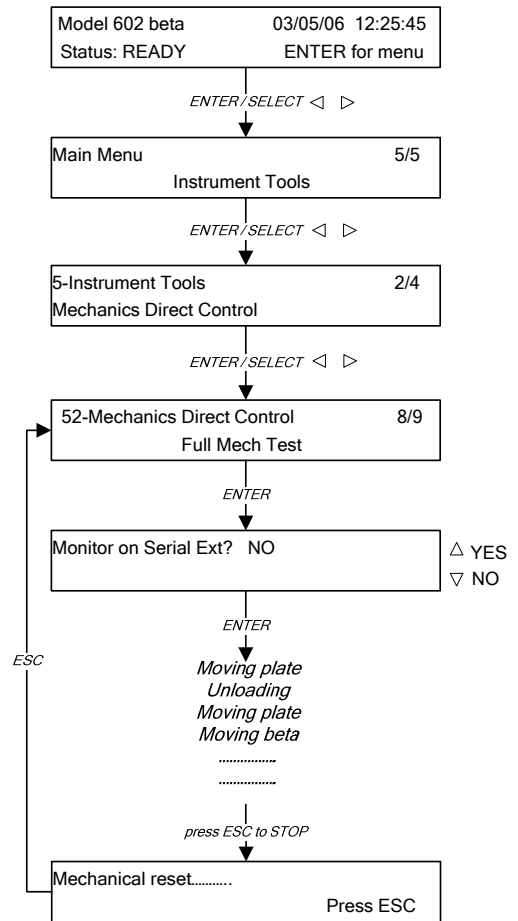 Model 602 beta 03/05/06 12:25:45
Status: READY ENTER for menu
ENTER/SELECT ◁ ▷
Main Menu 5/5
Instrument Tools
ENTER/SELECT ◁ ▷
5-Instrument Tools 2/4
Mechanics Direct Control
ENTER/SELECT ◁ ▷
52-Mechanics Direct Control 8/9
Full Mech Test
ENTER
Monitor on Serial Ext? NO
△ YES
▽ NO
ENTER
ESC
Moving plate
Unloading
Moving plate
Moving beta
................
................
press ESC to STOP
Mechanical reset...........
Press ESC